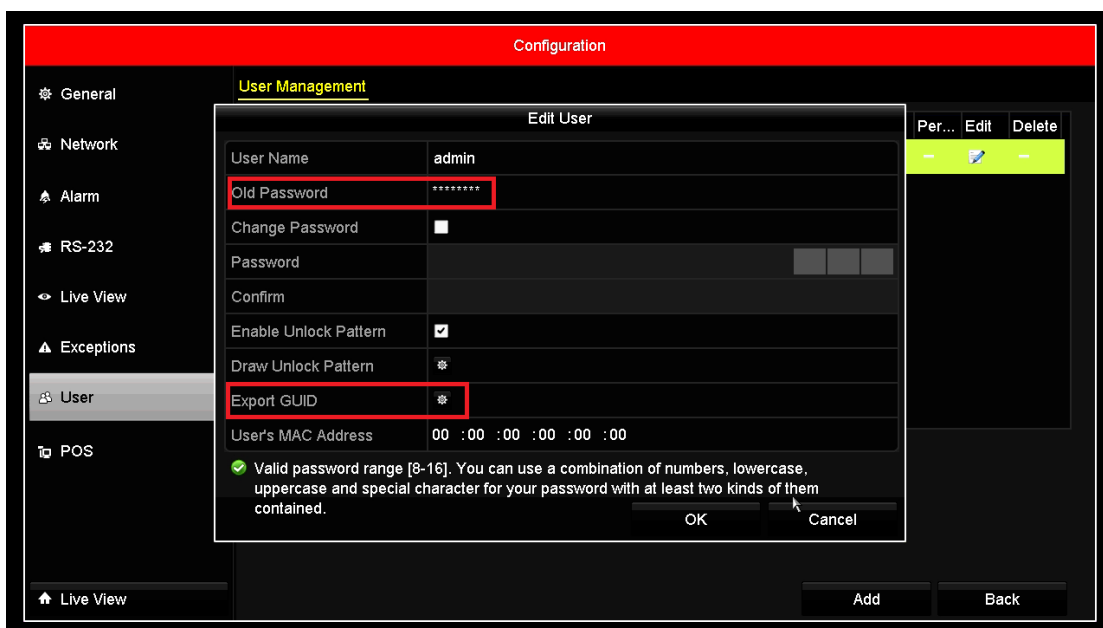 Configuration
General
Network
Alarm
RS-232
Live View
Exceptions
User
POS
Live View
User Management
Per... Edit Delete
Edit User
User Name admin
Old Password ********
Change Password
Password
Confirm
Enable Unlock Pattern
Draw Unlock Pattern
Export GUID
User's MAC Address 00 :00 :00 :00 :00 :00
Valid password range [8-16]. You can use a combination of numbers, lowercase,
uppercase and special character for your password with at least two kinds of them
contained.
OK Cancel
Add Back